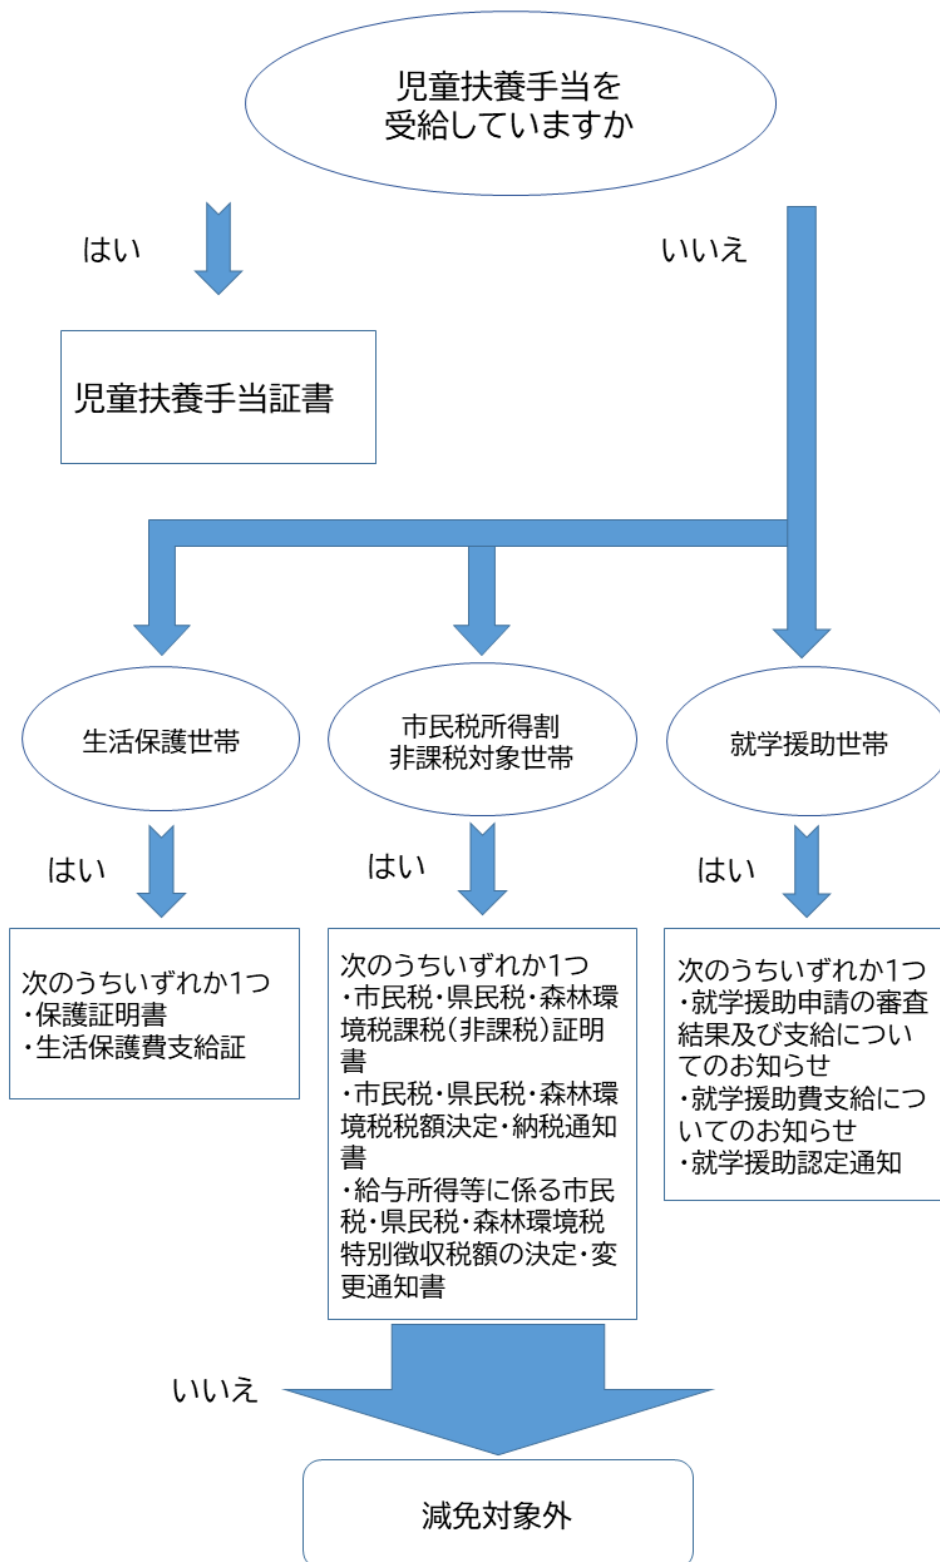 児童扶養手当を
受給していますか
はい
いいえ
児童扶養手当証書
生活保護世帯
市民税所得割
非課税対象世帯
就学援助世帯
はい
はい
はい
次のうちいずれか1つ
・保護証明書
・生活保護費支給証
次のうちいずれか1つ
・市民税・県民税・森林環
境税課税(非課税)証明
書
・市民税・県民税・森林環
境税税額決定・納税通知
書
・給与所得等に係る市民
税・県民税・森林環境税
特別徴収税額の決定・変
更通知書
次のうちいずれか1つ
・就学援助申請の審査
結果及び支給につい
てのお知らせ
・就学援助費支給につ
いてのお知らせ
・就学援助認定通知
いいえ
減免対象外